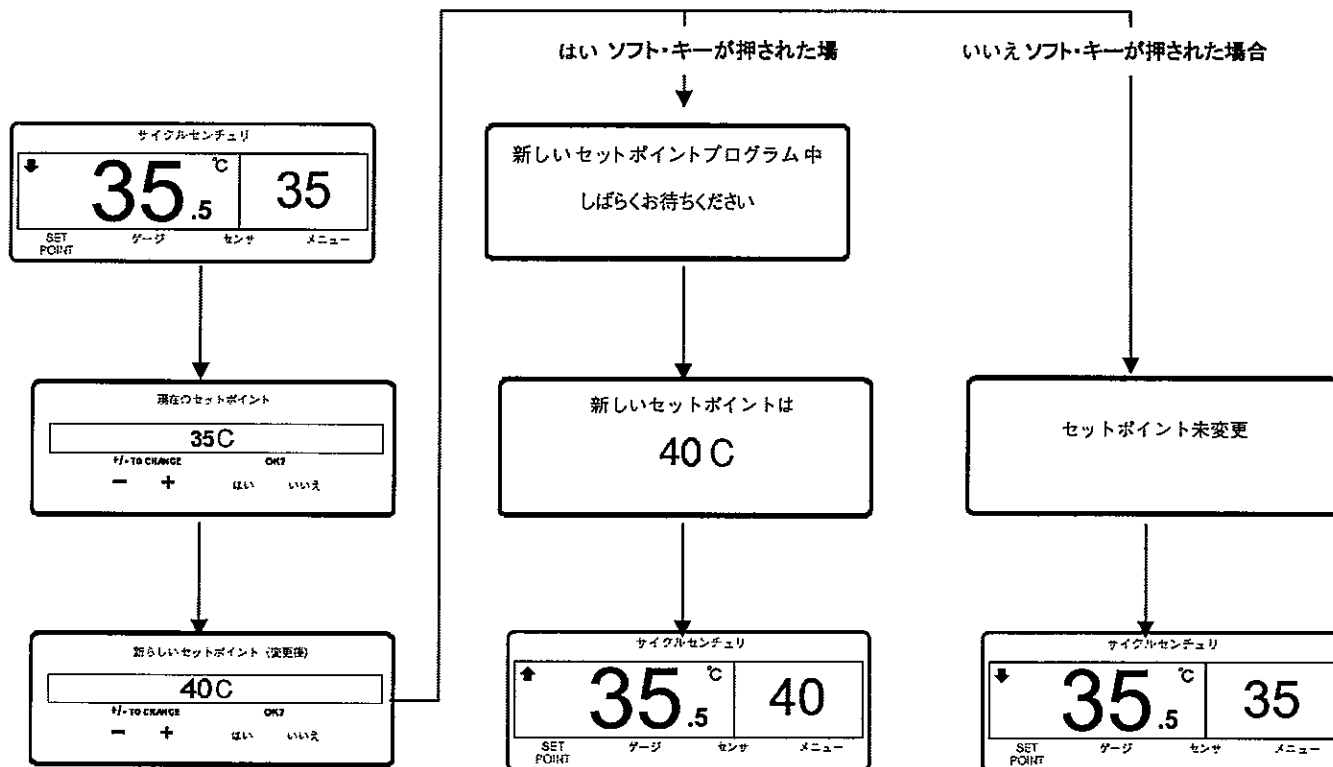 はい ソフト・キーが押された場
いいえ ソフト・キーが押された場合
サイクルセンチュリ
35.5 ℃ 35
SET POINT ゲージ センサ メニュー
現在のセットポイント
35C
+/- TO CHANGE OK?
- + はい いいえ
新らしいセットポイント (変更後)
40C
+/- TO CHANGE OK?
- + はい いいえ
新しいセットポイントプログラム中
しばらくお待ちください
新しいセットポイントは
40 C
サイクルセンチュリ
35.5 ℃ 40
SET POINT ゲージ センサ メニュー
セットポイント未変更
サイクルセンチュリ
35.5 ℃ 35
SET POINT ゲージ センサ メニュー